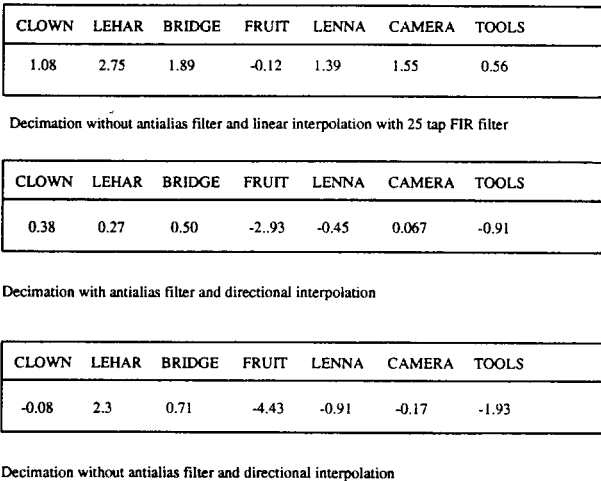 CLOWN LEHAR BRIDGE FRUIT LENNA CAMERA TOOLS
1.08 2.75 1.89 -0.12 1.39 1.55 0.56
Decimation without antialias filter and linear interpolation with 25 tap FIR filter
CLOWN LEHAR BRIDGE FRUIT LENNA CAMERA TOOLS
0.38 0.27 0.50 -2..93 -0.45 0.067 -0.91
Decimation with antialias filter and directional interpolation
CLOWN LEHAR BRIDGE FRUIT LENNA CAMERA TOOLS
-0.08 2.3 0.71 -4.43 -0.91 -0.17 -1.93
Decimation without antialias filter and directional interpolation